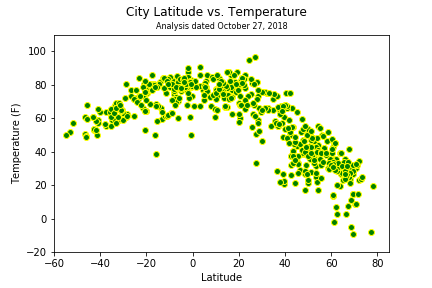 City Latitude vs. Temperature
Analysis dated October 27, 2018
Temperature (F)
100
80
60
40
20
0
−20
−60 −40 −20 0 20 40 60 80
Latitude